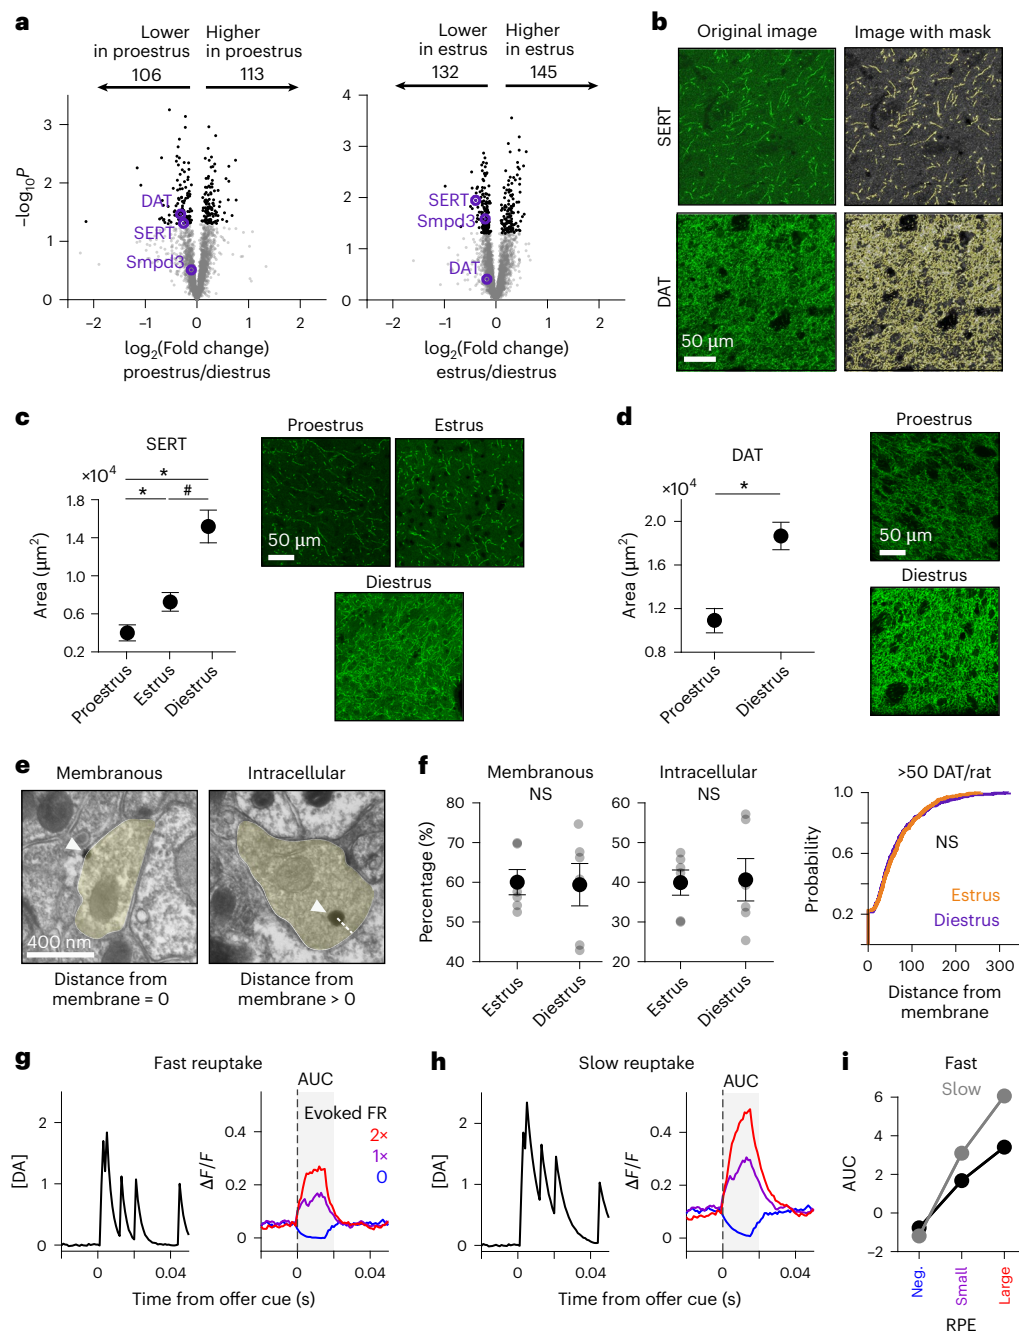 a
Lower
in proestrus
106
Higher
in proestrus
113
Lower
in estrus
132
Higher
in estrus
145
−log10P
3
2
1
0
DAT
SERT
Smpd3
−2
−1
0
1
2
log2(Fold change)
proestrus/diestrus
4
3
2
1
0
SERT
Smpd3
DAT
−2
−1
0
1
2
log2(Fold change)
estrus/diestrus
b
Original image
Image with mask
SERT
DAT
50 µm
c
SERT
×10⁴
*
*
#
Area (µm²)
1.8
1.4
1.0
0.6
0.2
Proestrus
Estrus
Diestrus
Proestrus
Estrus
50 µm
Diestrus
d
DAT
×10⁴
*
Area (µm²)
2.0
1.6
1.2
0.8
Proestrus
Diestrus
Proestrus
50 µm
Diestrus
e
Membranous
Intracellular
400 nm
Distance from
membrane = 0
Distance from
membrane > 0
f
Membranous
NS
Percentage (%)
80
70
60
50
40
Estrus
Diestrus
Intracellular
NS
60
50
40
30
20
Estrus
Diestrus
>50 DAT/rat
Probability
1.0
0.6
0.2
NS
Estrus
Diestrus
0
100
200
300
Distance from
membrane
g
Fast reuptake
[DA]
2
1
0
0
0.04
AUC
Evoked FR
2×
1×
0
ΔF/F
0.4
0.2
0
0
0.04
Time from offer cue (s)
h
Slow reuptake
[DA]
2
1
0
0
0.04
AUC
ΔF/F
0.4
0.2
0
0
0.04
Time from offer cue (s)
i
Fast
Slow
AUC
6
4
2
0
−2
Neg.
Small
Large
RPE